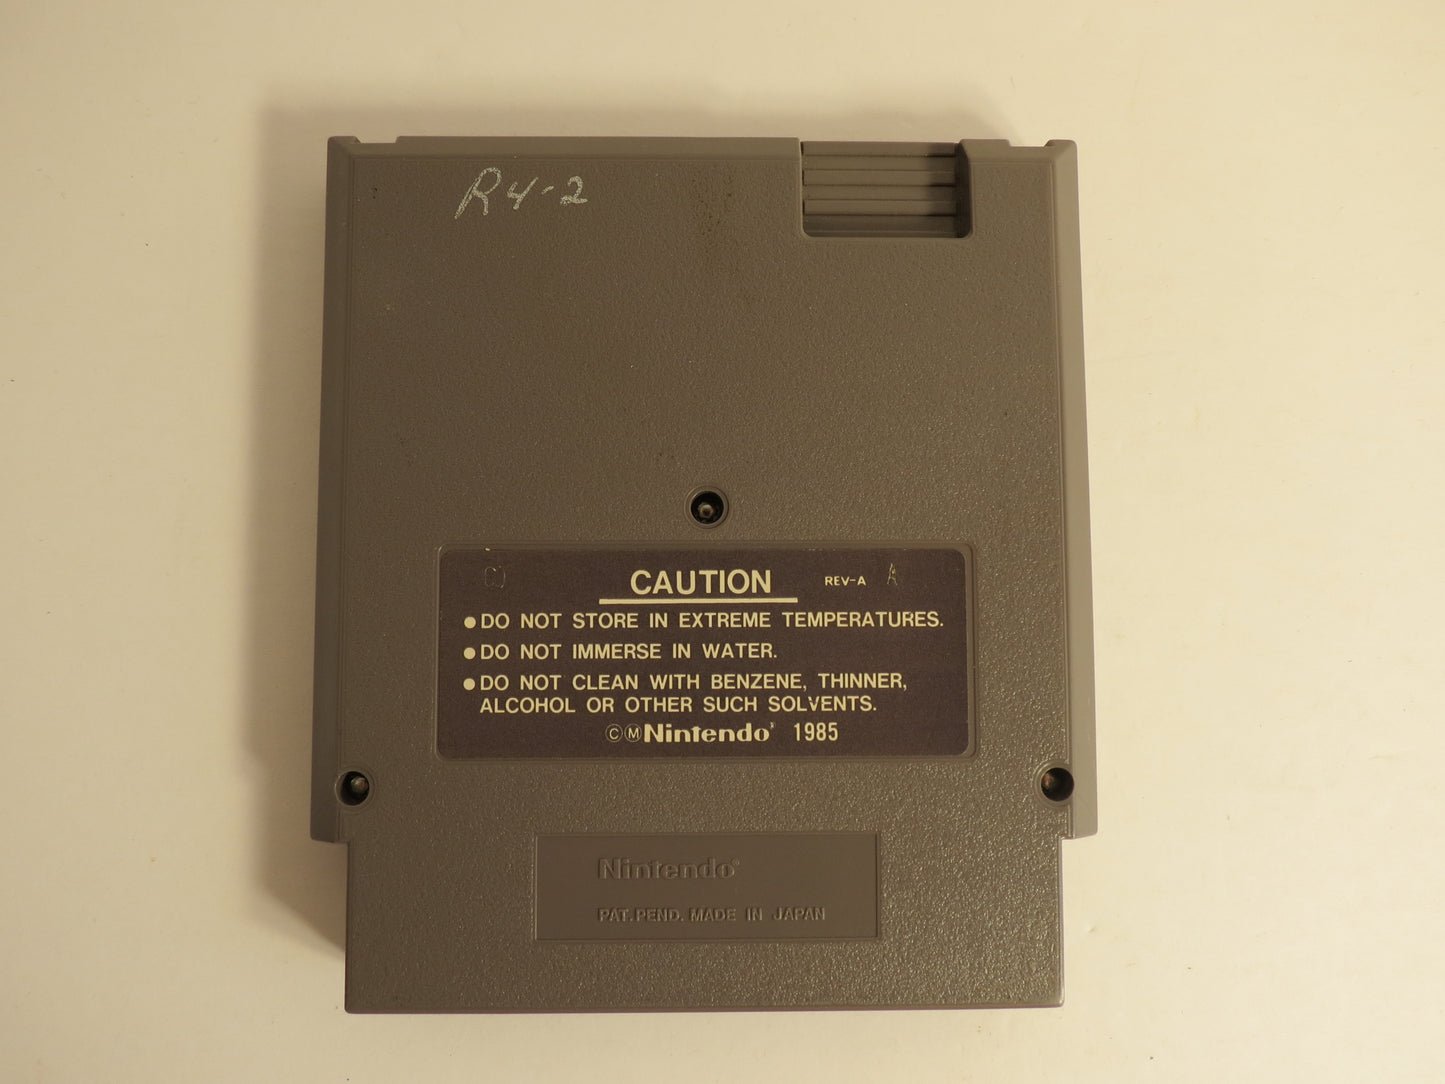 R4-2
CAUTION REV-A A
●DO NOT STORE IN EXTREME TEMPERATURES.
●DO NOT IMMERSE IN WATER.
●DO NOT CLEAN WITH BENZENE, THINNER,
ALCOHOL OR OTHER SUCH SOLVENTS.
ⒸⓂNintendo® 1985
Nintendo®
PAT. PEND. MADE IN JAPAN